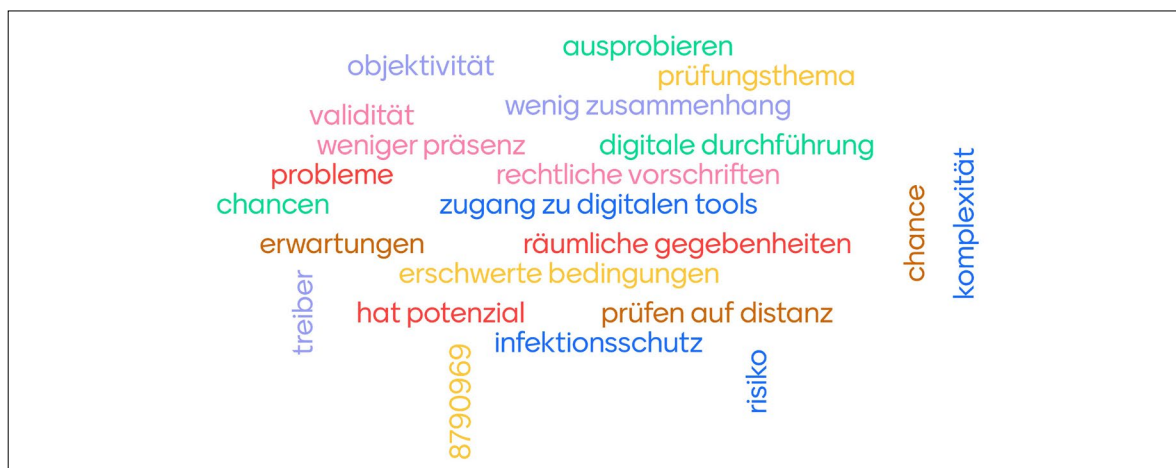 ausprobieren
objektivität
prüfungsthema
wenig zusammenhang
validität
weniger präsenz
digitale durchführung
probleme
rechtliche vorschriften
chancen
zugang zu digitalen tools
erwartungen
räumliche gegebenheiten
chance
komplexität
erschwerte bedingungen
treiber
hat potenzial
prüfen auf distanz
infektionsschutz
8790969
risiko